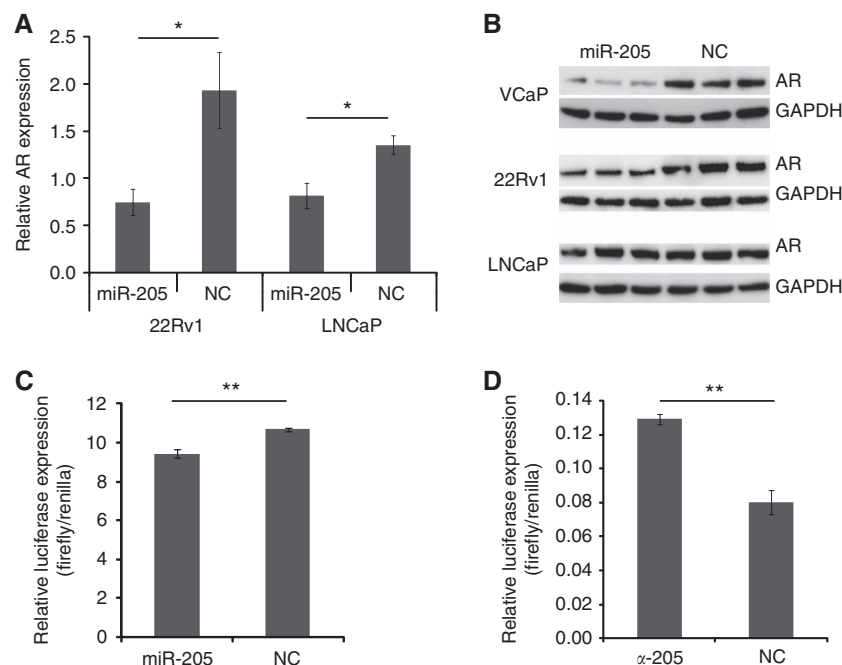 A
Relative AR expression
2.5
2.0
1.5
1.0
0.5
0.0
*
*
miR-205 NC miR-205 NC
22Rv1 LNCaP
B
miR-205 NC
VCaP
AR
GAPDH
22Rv1
AR
GAPDH
LNCaP
AR
GAPDH
C
Relative luciferase expression
(firefly/renilla)
12
10
8
6
4
2
0
**
miR-205 NC
D
Relative luciferase expression
(firefly/renilla)
0.14
0.12
0.10
0.08
0.06
0.04
0.02
0.00
**
α-205 NC